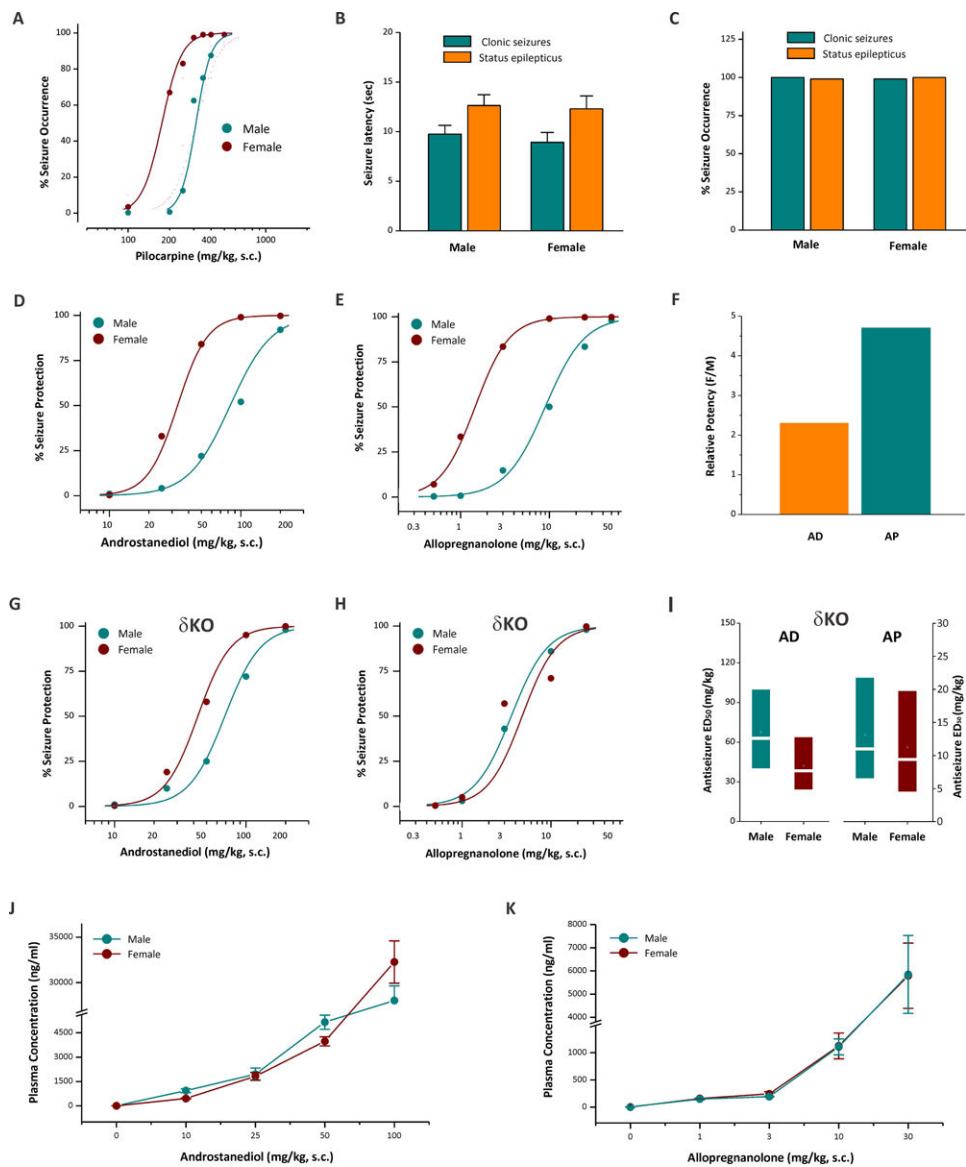 A
% Seizure Occurrence
100
80
60
40
20
0
Male
Female
100 200 400 1000
Pilocarpine (mg/kg, s.c.)
B
Seizure latency (sec)
20
15
10
5
0
Clonic seizures
Status epilepticus
Male Female
C
% Seizure Occurrence
125
100
75
50
25
0
Clonic seizures
Status epilepticus
Male Female
D
% Seizure Protection
100
75
50
25
0
Male
Female
10 20 50 100 200
Androstanediol (mg/kg, s.c.)
E
% Seizure Protection
100
75
50
25
0
Male
Female
0.3 1 3 10 50
Allopregnanolone (mg/kg, s.c.)
F
Relative Potency (F/M)
5
4
3
2
1
0
AD AP
G
δKO
% Seizure Protection
100
75
50
25
0
Male
Female
10 50 100 200
Androstanediol (mg/kg, s.c.)
H
δKO
% Seizure Protection
100
75
50
25
0
Male
Female
0.3 1 3 10 50
Allopregnanolone (mg/kg, s.c.)
I
δKO
AD AP
Antiseizure ED50 (mg/kg)
150
120
90
60
30
0
30
25
20
15
10
5
0
Antiseizure ED50 (mg/kg)
Male Female Male Female
J
Plasma Concentration (ng/ml)
35000
30000
4500
3000
1500
0
Male
Female
0 10 25 50 100
Androstanediol (mg/kg, s.c.)
K
Plasma Concentration (ng/ml)
8000
7000
6000
5000
4000
1000
500
0
Male
Female
0 1 3 10 30
Allopregnanolone (mg/kg, s.c.)